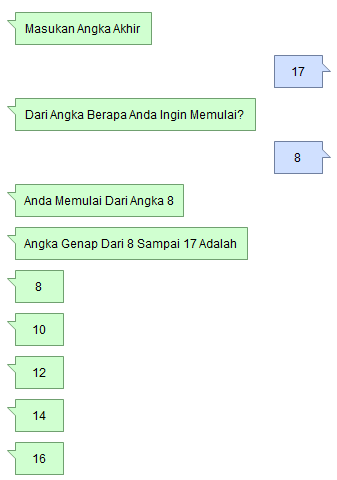 Masukan Angka Akhir
17
Dari Angka Berapa Anda Ingin Memulai?
8
Anda Memulai Dari Angka 8
Angka Genap Dari 8 Sampai 17 Adalah
8
10
12
14
16